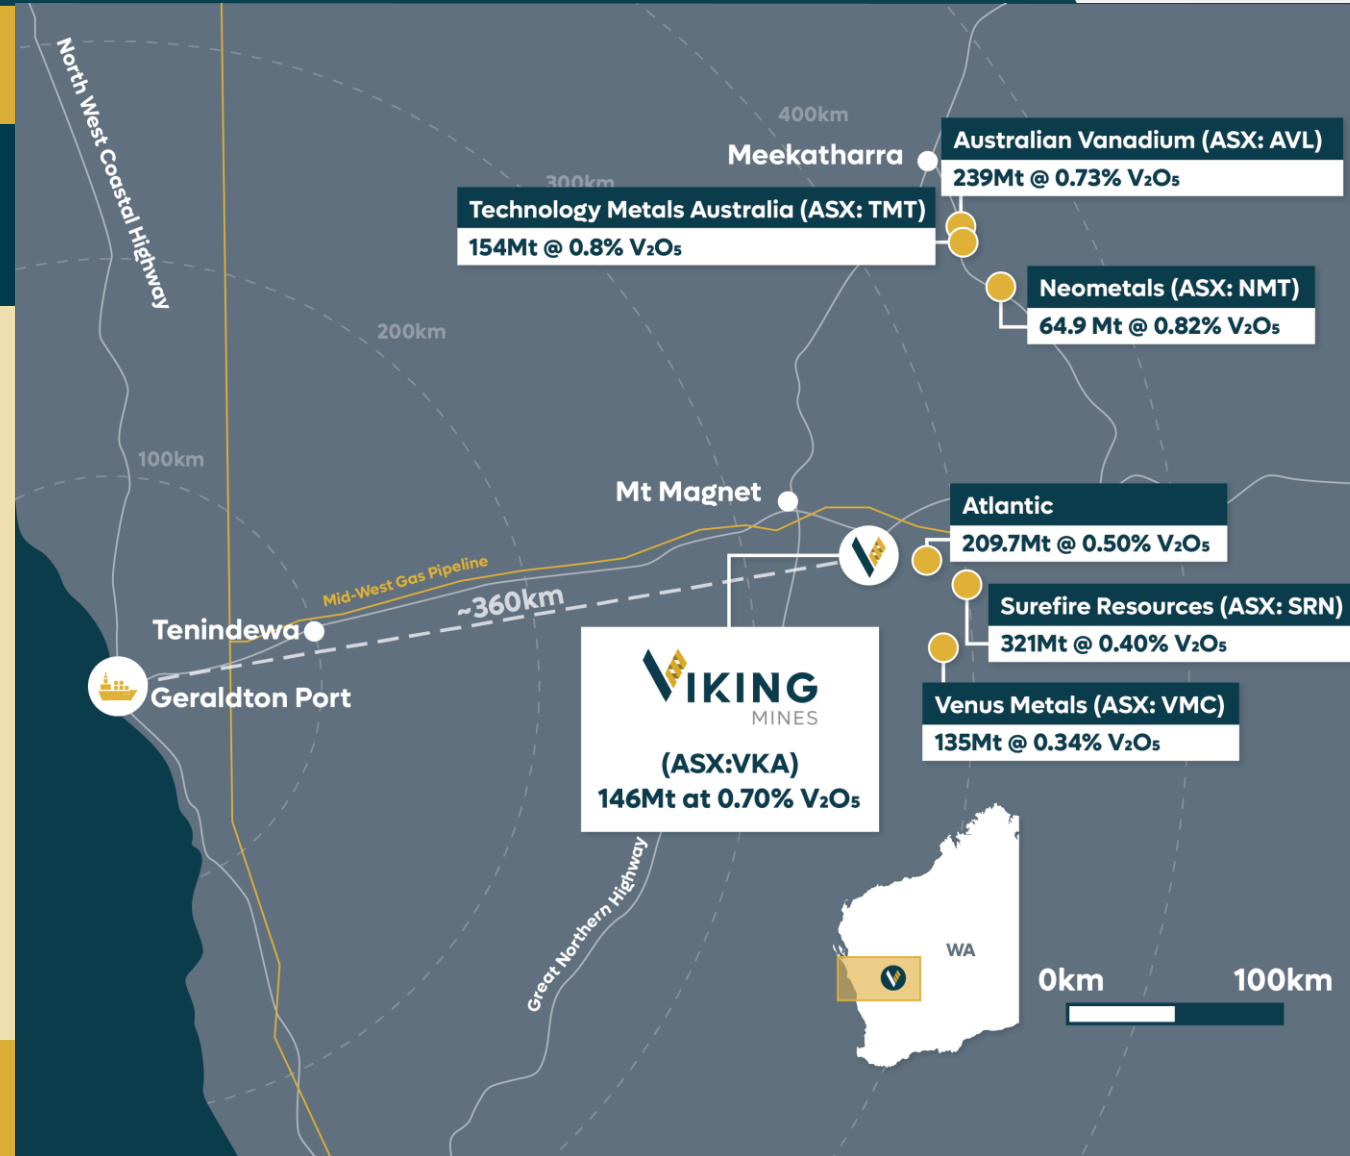 North West Coastal Highway
400km
Meekatharra
Australian Vanadium (ASX: AVL)
239Mt @ 0.73% V₂O₅
300km
Technology Metals Australia (ASX: TMT)
154Mt @ 0.8% V₂O₅
Neometals (ASX: NMT)
64.9 Mt @ 0.82% V₂O₅
200km
100km
Mt Magnet
Atlantic
209.7Mt @ 0.50% V₂O₅
Mid-West Gas Pipeline
~360km
Surefire Resources (ASX: SRN)
321Mt @ 0.40% V₂O₅
Tenindewa
Geraldton Port
VIKING
MINES
(ASX:VKA)
146Mt at 0.70% V₂O₅
Venus Metals (ASX: VMC)
135Mt @ 0.34% V₂O₅
Great Northern Highway
WA
0km 100km